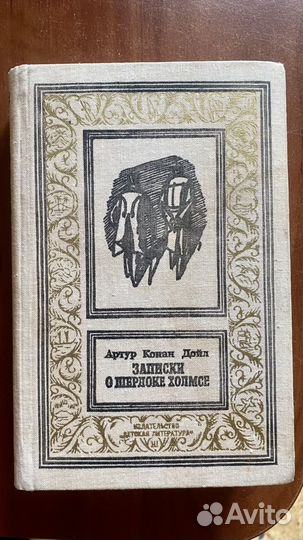 Артур Конан Дойл
ЗАПИСКИ
О ШЕРЛОКЕ ХОЛМСЕ
ИЗДАТЕЛЬСТВО
"ДЕТСКАЯ ЛИТЕРАТУРА"
Avito